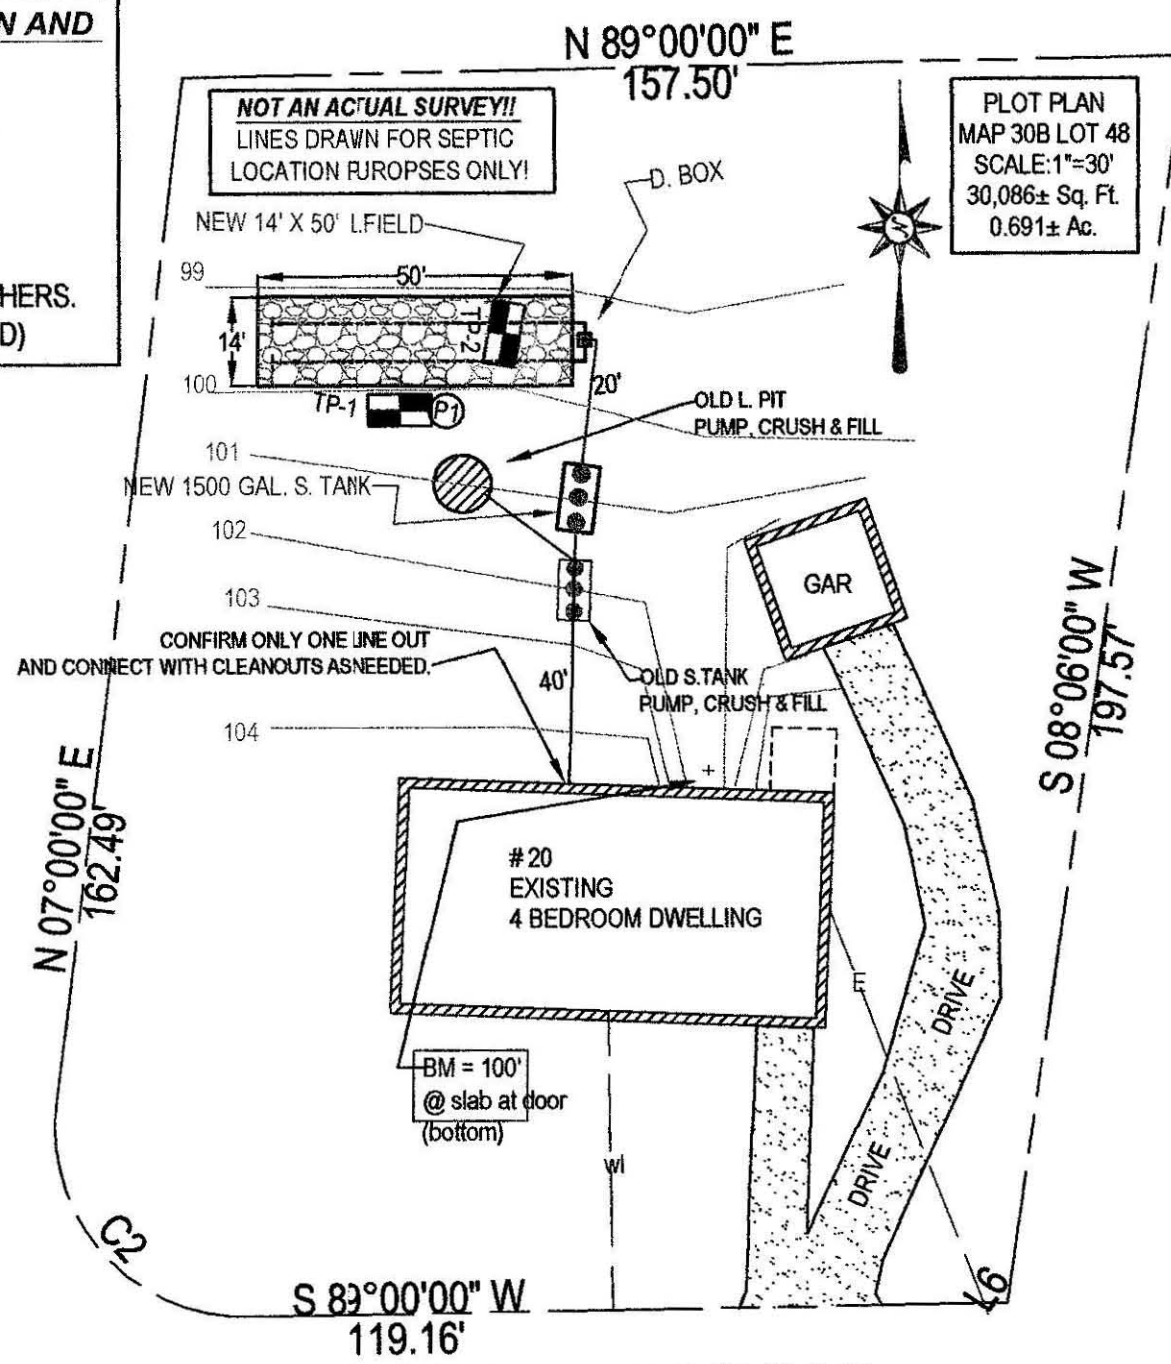 N AND
HERS.
D)
N 89°00'00" E
157.50'
NOT AN ACTUAL SURVEY!!
LINES DRAWN FOR SEPTIC
LOCATION PUROPSES ONLY!
PLOT PLAN
MAP 30B LOT 48
SCALE:1"=30'
30,086± Sq. Ft.
0.691± Ac.
N
D. BOX
NEW 14' X 50' L.FIELD
99
50'
14'
TP-2
100
20'
TP-1
P1
OLD L. PIT
PUMP, CRUSH & FILL
101
NEW 1500 GAL. S. TANK
102
103
GAR
CONFIRM ONLY ONE LINE OUT
AND CONNECT WITH CLEANOUTS ASNEEDED.
40'
OLD S.TANK
PUMP, CRUSH & FILL
104
S 08°06'00" W
197.57'
N 07°00'00" E
162.49'
#20
EXISTING
4 BEDROOM DWELLING
E
DRIVE
BM = 100'
@ slab at door
(bottom)
wl
DRIVE
C2
L6
S 89°00'00" W
119.16'